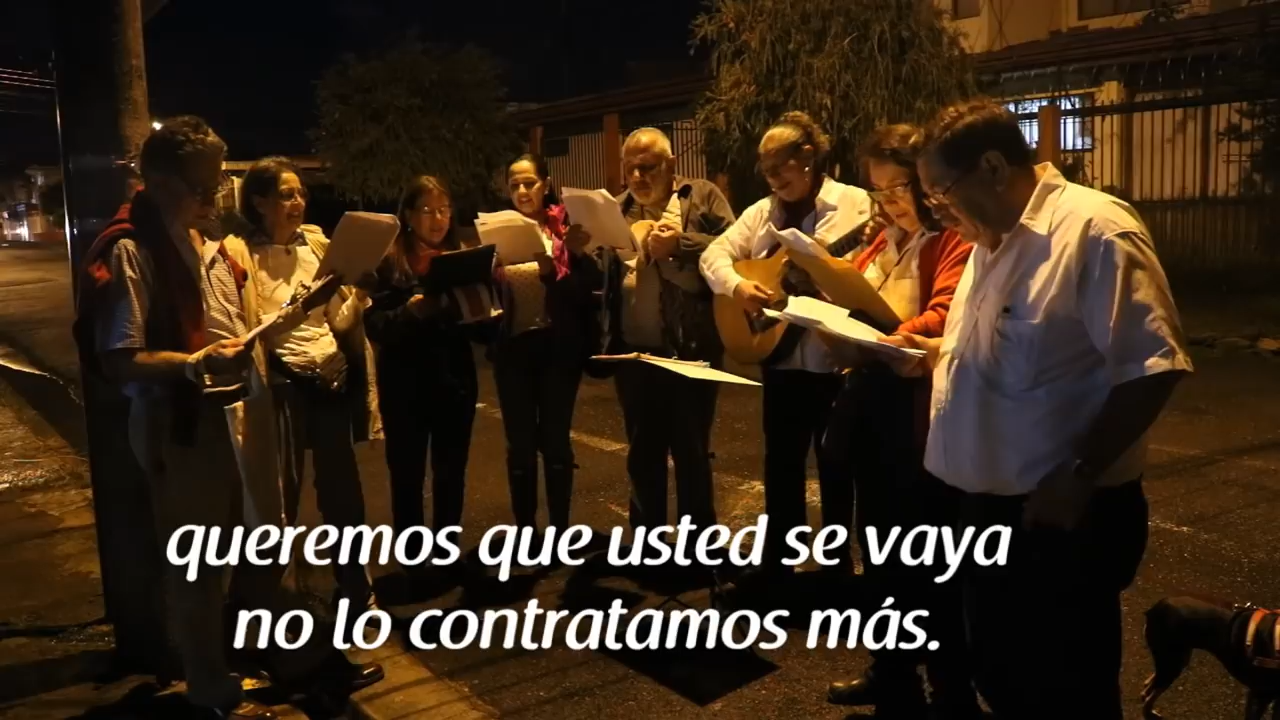 queremos que usted se vaya
no lo contratamos más.